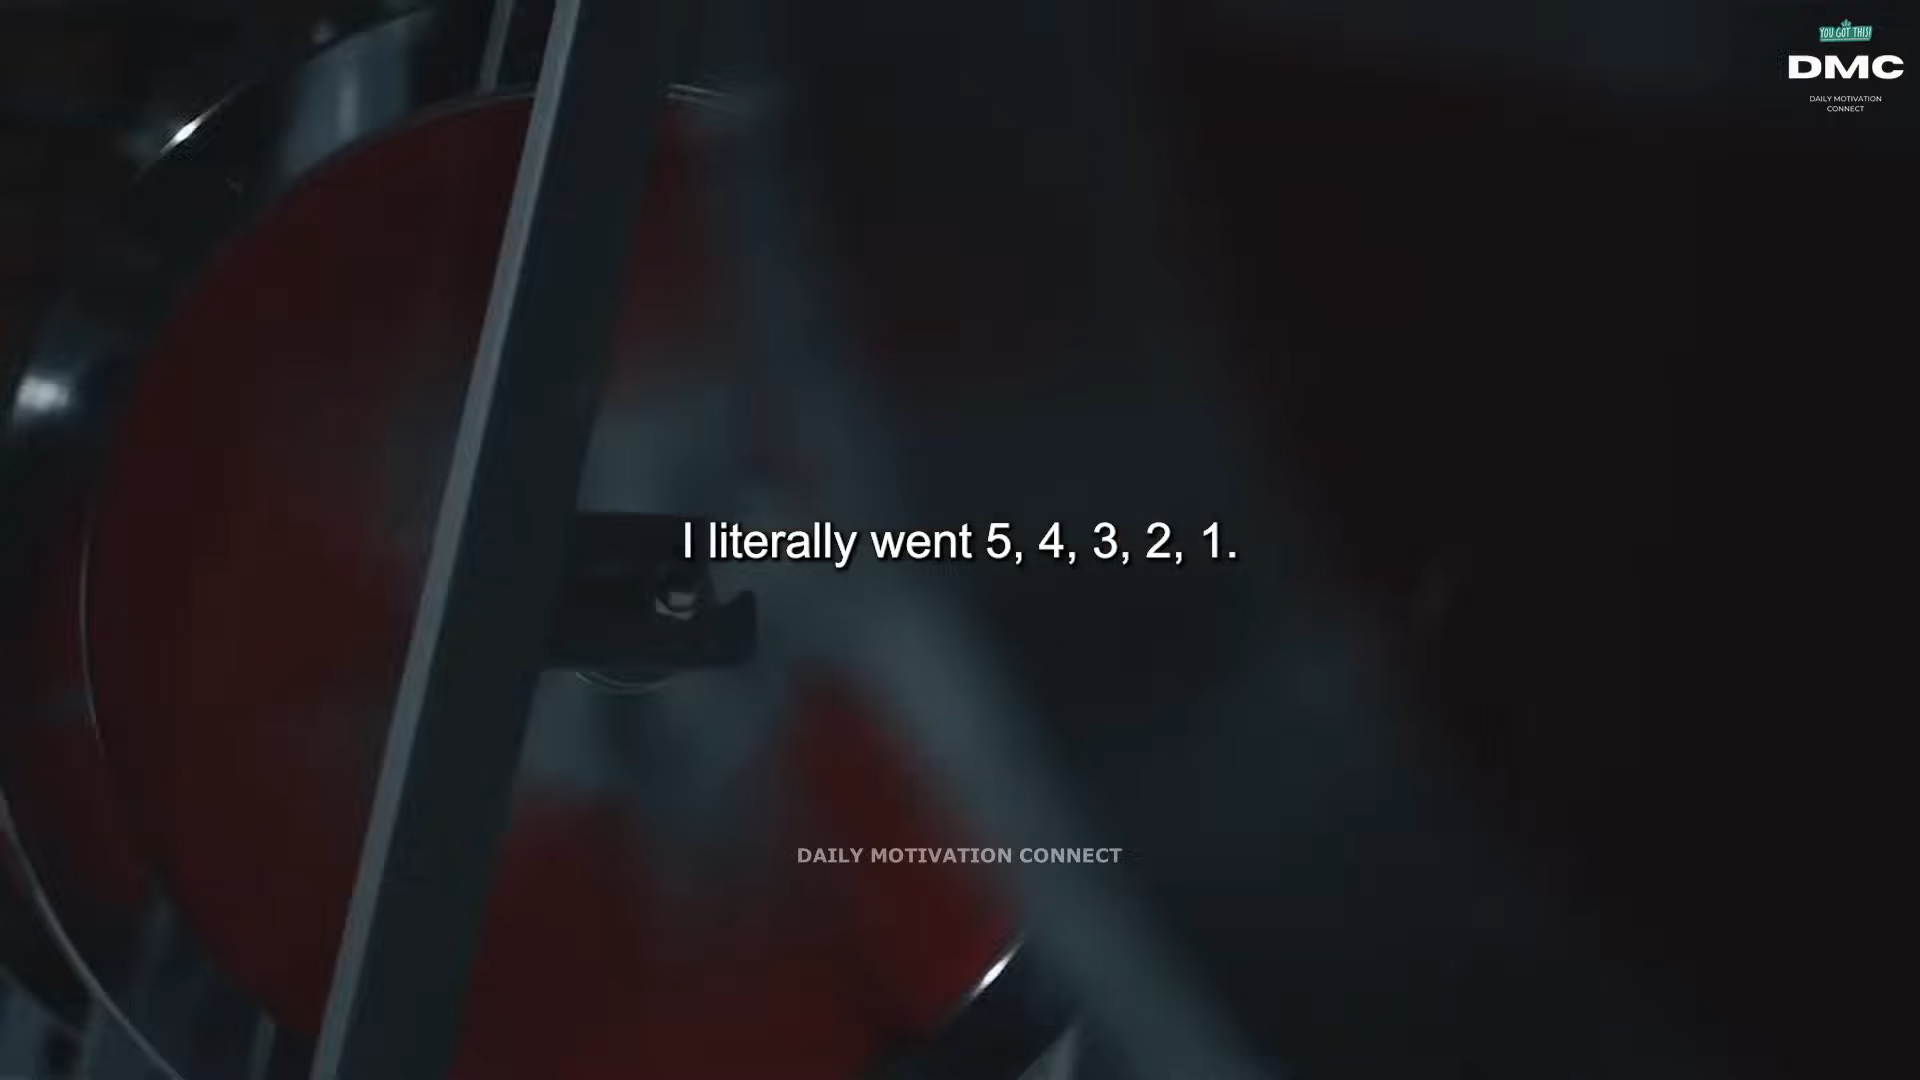 YOU GOT THIS!
DMC
DAILY MOTIVATION
CONNECT
I literally went 5, 4, 3, 2, 1.
DAILY MOTIVATION CONNECT